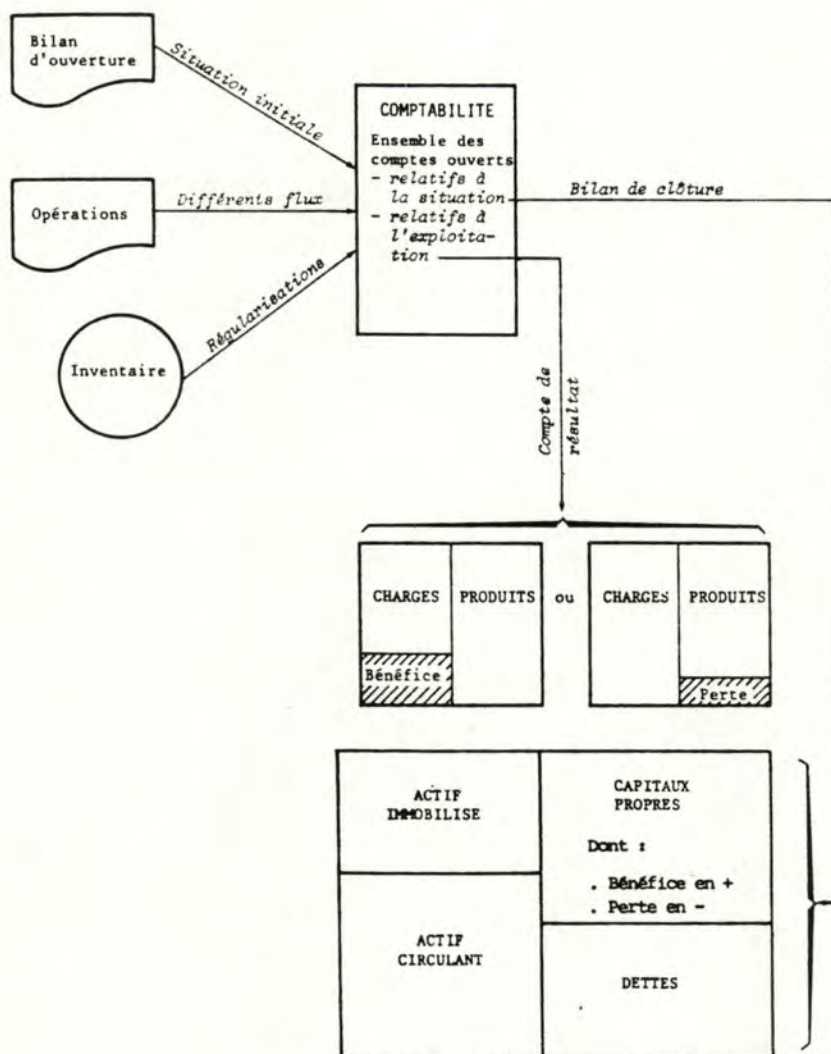 Bilan
d'ouverture
Situation initiale
Opérations
Différents flux
Inventaire
Régularisations
COMPTABILITE
Ensemble des
comptes ouverts
- relatifs à
la situation
- relatifs à
l'exploita-
tion
Bilan de clôture
Compte de
résultat
CHARGES
PRODUITS
Bénéfice
ou
CHARGES
PRODUITS
Perte
ACTIF
IMMOBILISE
ACTIF
CIRCULANT
CAPITAUX
PROPRES
Dont :
. Bénéfice en +
. Perte en -
DETTES